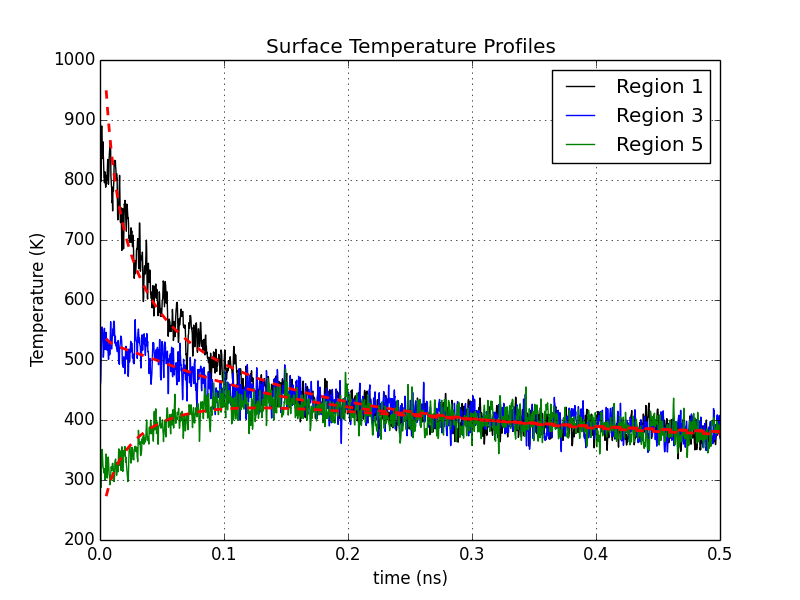 Surface Temperature Profiles
Region 1
Region 3
Region 5
Temperature (K)
1000
900
800
700
600
500
400
300
200
0.0 0.1 0.2 0.3 0.4 0.5
time (ns)